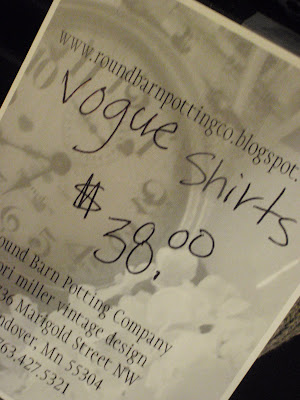 www.roundbarnpottingco.blogspot.
Vogue Shirts
$38.00
ound Barn Potting Company
ori miller vintage design
736 Marigold Street NW
ndover, Mn 55304
763.427.5321